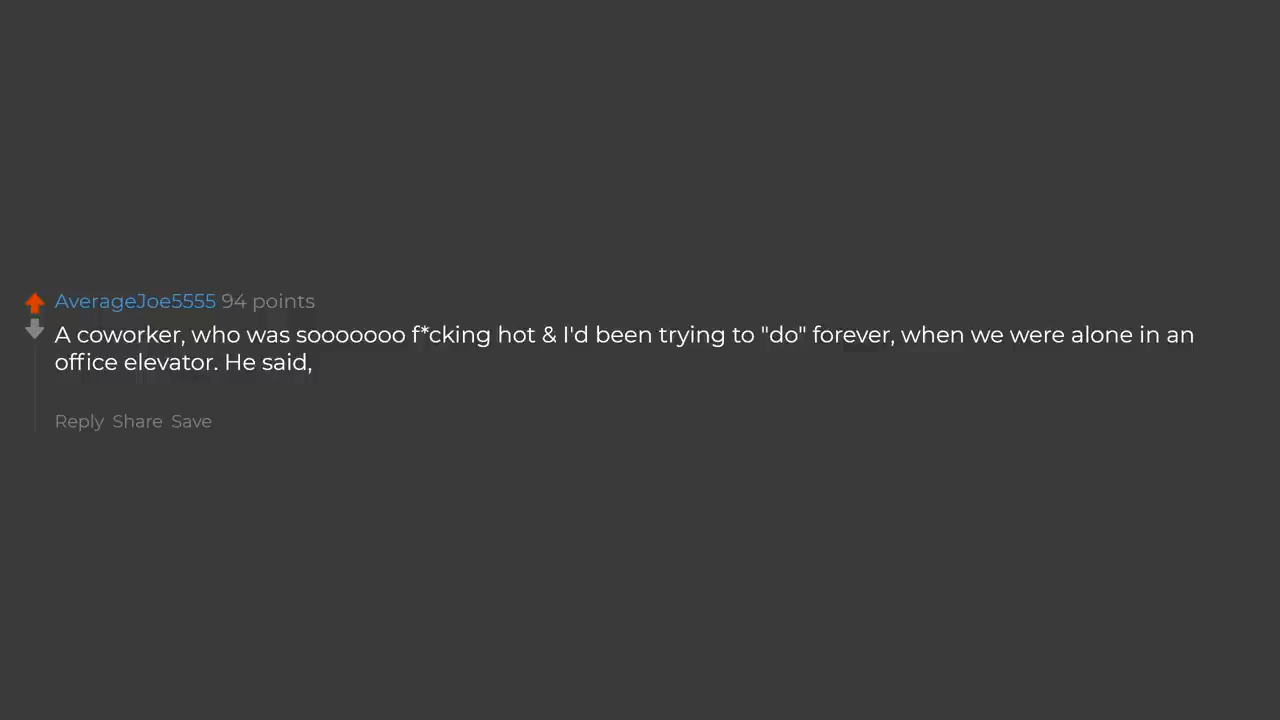 AverageJoe5555 94 points
A coworker, who was sooooooo f*cking hot & I'd been trying to "do" forever, when we were alone in an
office elevator. He said,
Reply Share Save